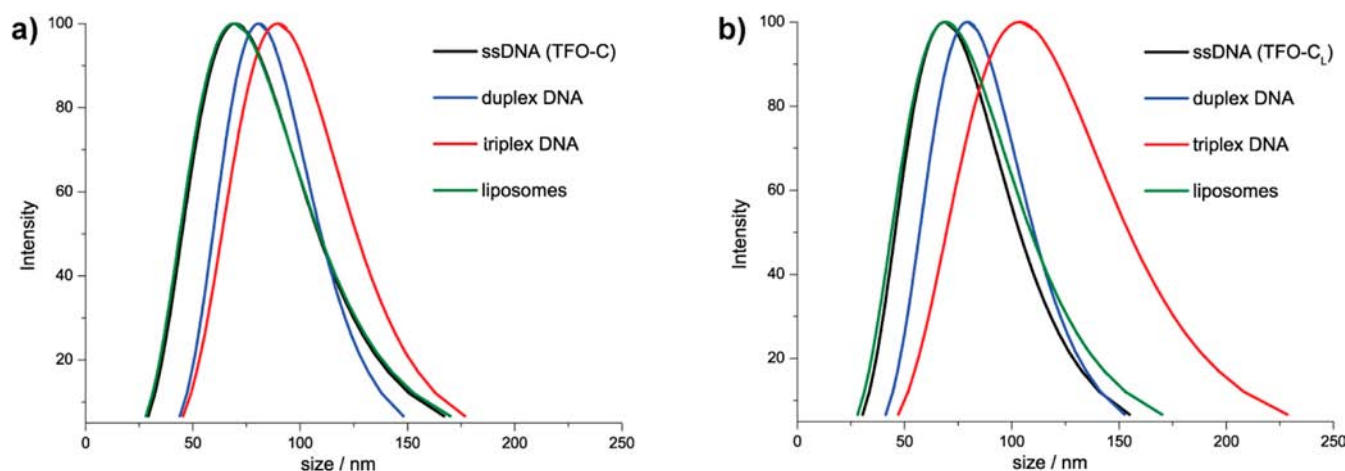 a)
100
80
60
40
20
Intensity
0
50
100
150
200
250
size / nm
ssDNA (TFO-C)
duplex DNA
triplex DNA
liposomes
b)
100
80
60
40
20
Intensity
0
50
100
150
200
250
size / nm
ssDNA (TFO-C_L)
duplex DNA
triplex DNA
liposomes